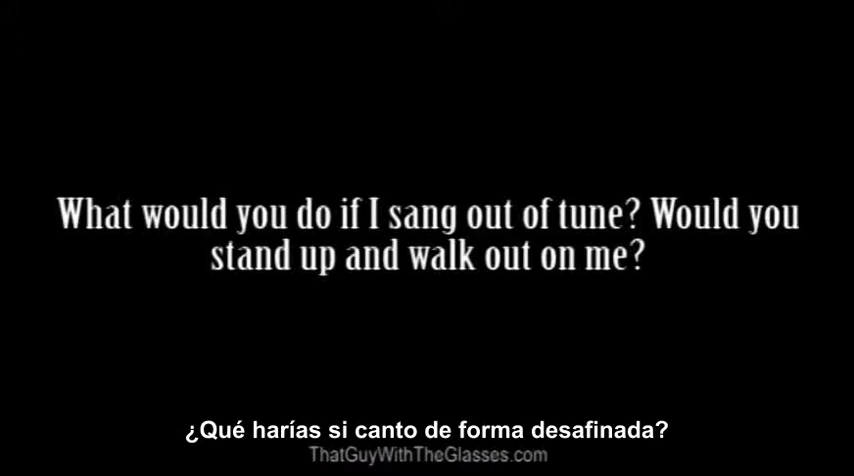 What would you do if I sang out of tune? Would you
stand up and walk out on me?
¿Qué harías si canto de forma desafinada?
ThatGuyWithTheGlasses.com